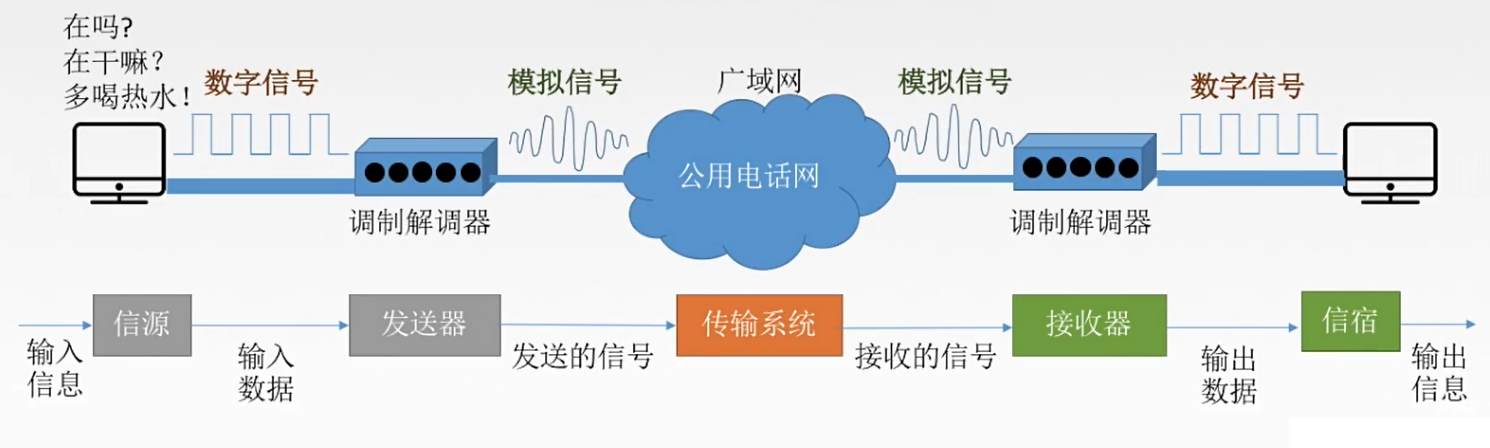 在吗?
在干嘛?
多喝热水!
数字信号
模拟信号
广域网
模拟信号
数字信号
公用电话网
调制解调器
调制解调器
信源
发送器
传输系统
接收器
信宿
输入
信息
输入
数据
发送的信号
接收的信号
输出
数据
输出
信息